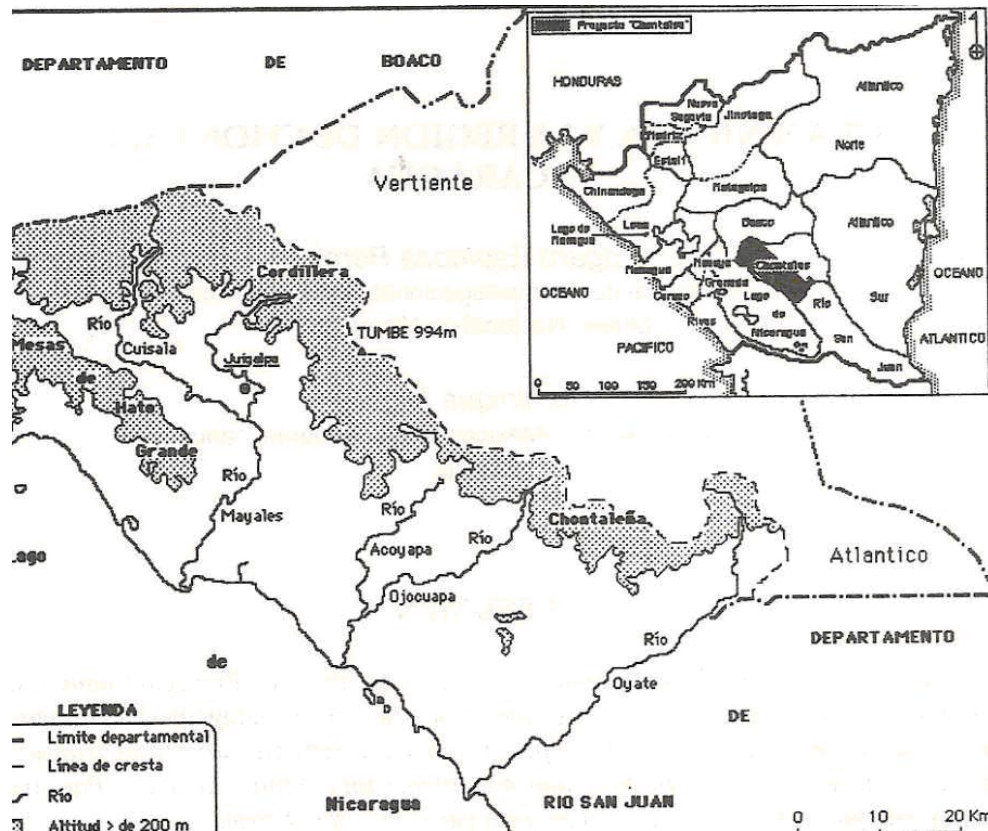 DEPARTAMENTO DE BOACO
Vertiente
Cordillera
Río
Cuisala
Mesas
de
Hato
Grande
Juigalpa
TUMBE 994m
Río
Mayales
Río
Acoyapa
Río
Ojocuapa
Chontaleña
Río
Oyate
Atlantico
DEPARTAMENTO
DE
RIO SAN JUAN
de
Nicaragua
LEYENDA
Limite departamental
Línea de cresta
Río
Altitud > de 200 m
0 10 20 Km
Proyecto "Chontales"
HONDURAS
Nueva
Segovia
Jinotega
Atlantico
Norte
Madriz
Estelí
Chinandega
Matagalpa
Leon
Lago de
Managua
Boaco
Atlantico
Sur
Managua
Masaya
Granada
Chontales
Carazo
Rivas
Lago
de
Nicaragua
Rio
San
Juan
OCEANO
PACIFICO
OCEANO
ATLANTICO
0 50 100 150 200 Km